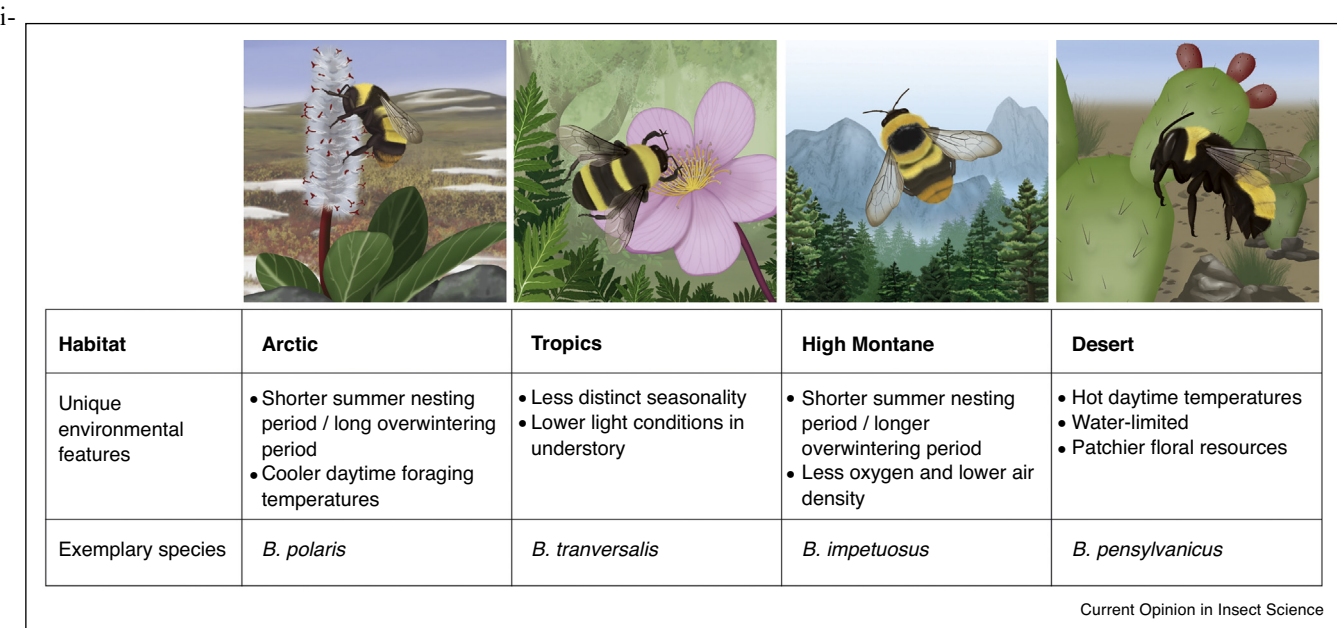 i-
Habitat
Arctic
Tropics
High Montane
Desert
Unique
environmental
features
• Shorter summer nesting
period / long overwintering
period
• Cooler daytime foraging
temperatures
• Less distinct seasonality
• Lower light conditions in
understory
• Shorter summer nesting
period / longer
overwintering period
• Less oxygen and lower air
density
• Hot daytime temperatures
• Water-limited
• Patchier floral resources
Exemplary species
B. polaris
B. tranversalis
B. impetuosus
B. pensylvanicus
Current Opinion in Insect Science